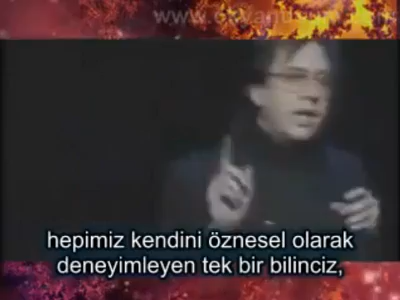 hepimiz kendini öznesel olarak
deneyimleyen tek bir bilinciz,